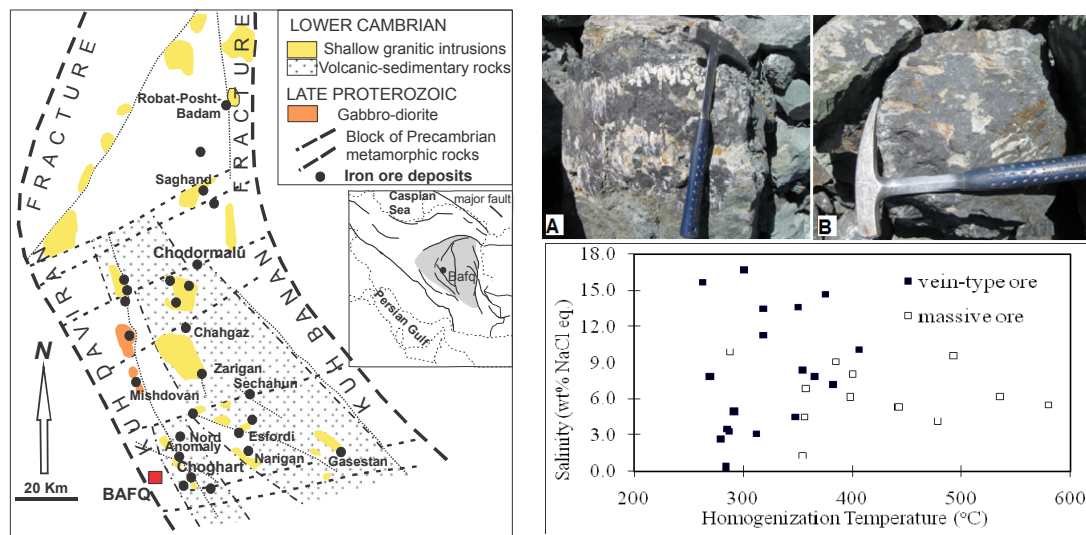 LOWER CAMBRIAN
Shallow granitic intrusions
Volcanic-sedimentary rocks
LATE PROTEROZOIC
Gabbro-diorite
Block of Precambrian
metamorphic rocks
Iron ore deposits
FRACTURE
FRACTURE
Robat-Posht-
Badam
Saghand
Chodormalu
Chahgaz
Zarigan
Sechahun
Mishdovan
Nord
Anomaly
Esfordi
Choghart
Narigan
Gasestan
KUH DAVIRAN
KUH BANAN
N
20 Km
BAFQ
Caspian
Sea
major fault
Bafq
Persian Gulf
A
B
18.0
15.0
12.0
9.0
6.0
3.0
0.0
Salinity (wt% NaCl eq.)
vein-type ore
massive ore
200 300 400 500 600
Homogenization Temperature (°C)